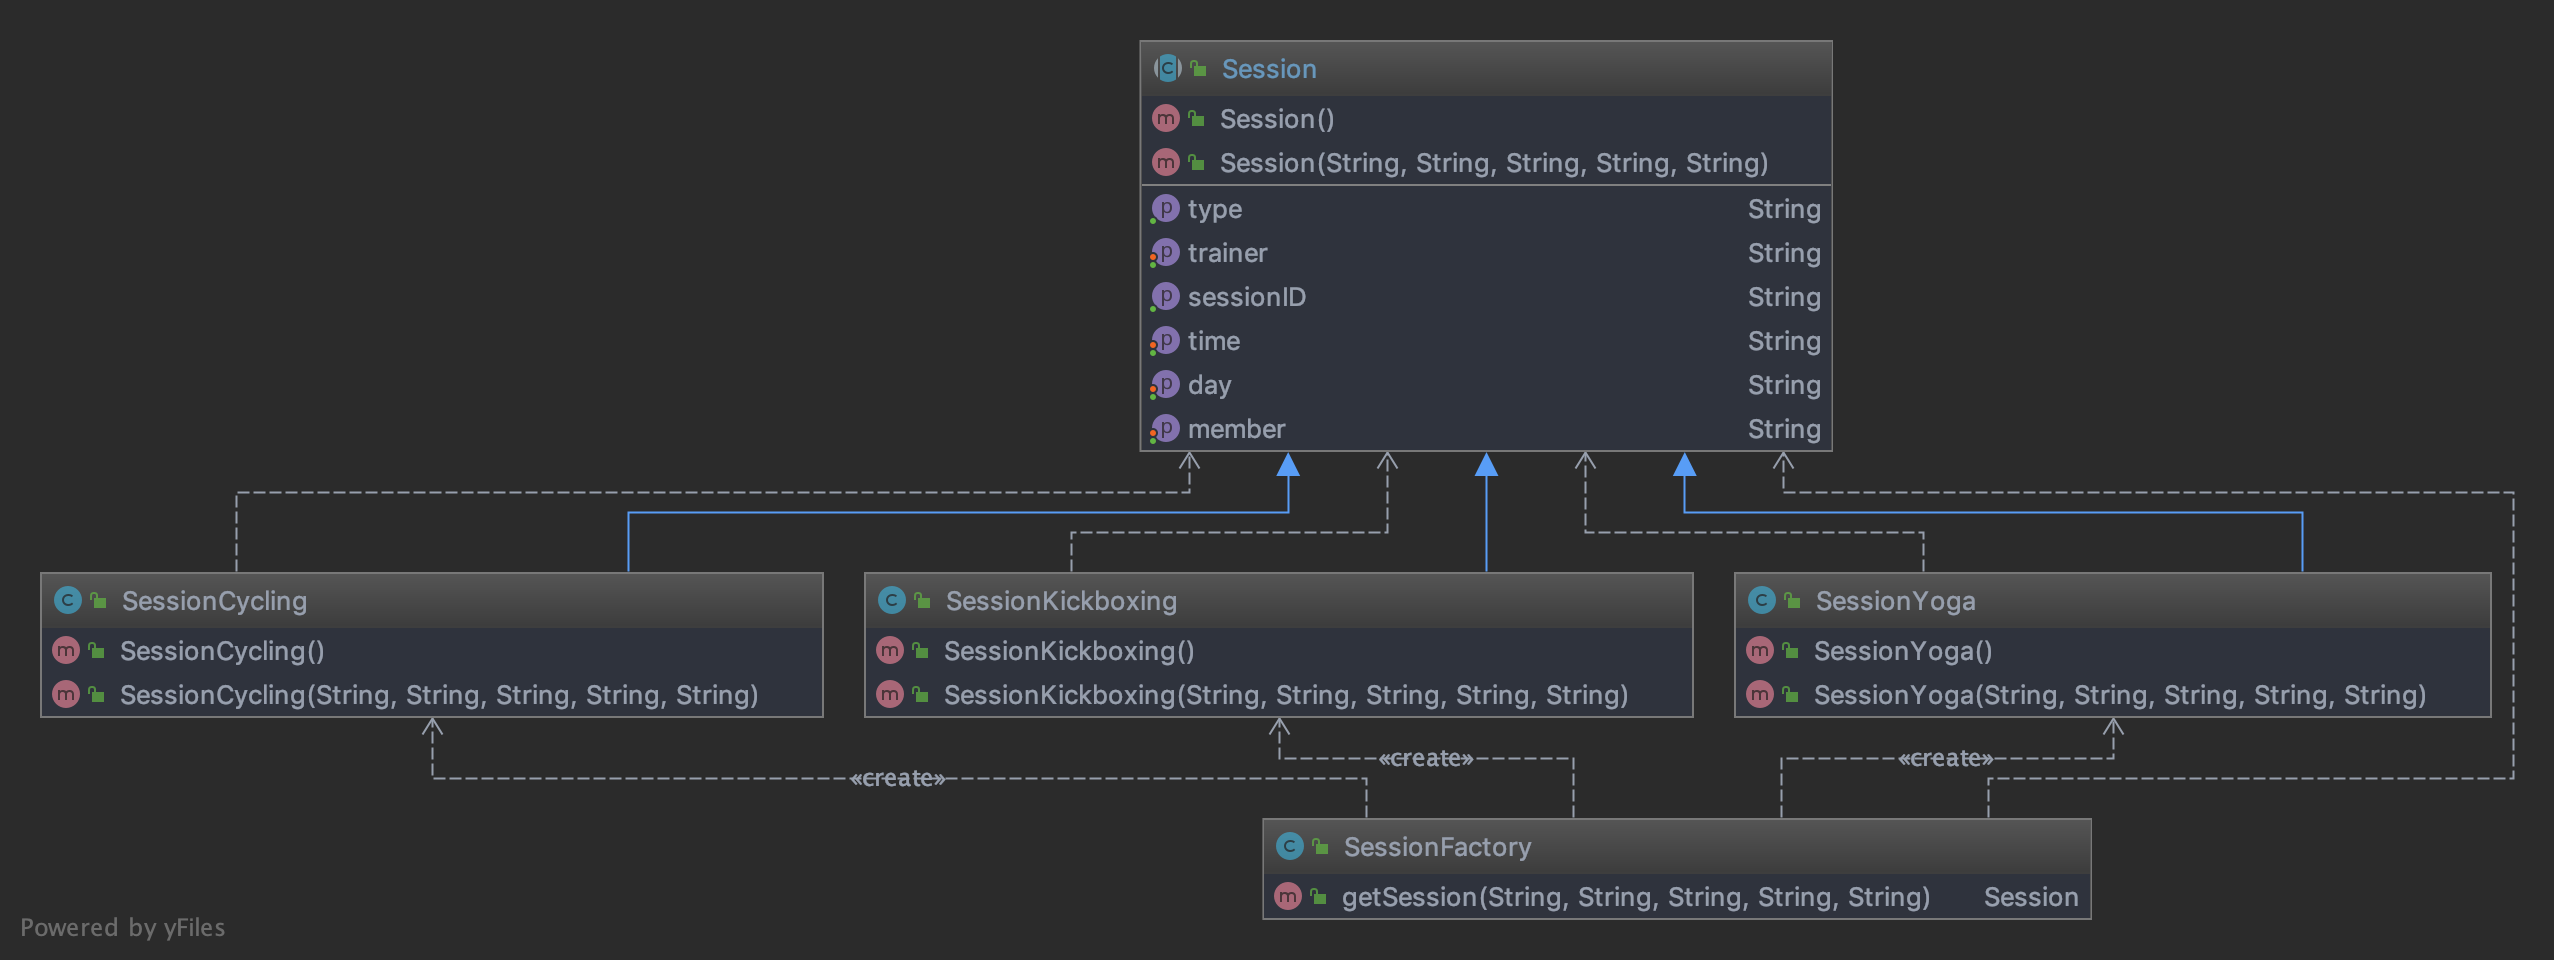 Session
Session()
Session(String, String, String, String, String)
type String
trainer String
sessionID String
time String
day String
member String
SessionCycling
SessionCycling()
SessionCycling(String, String, String, String, String)
SessionKickboxing
SessionKickboxing()
SessionKickboxing(String, String, String, String, String)
SessionYoga
SessionYoga()
SessionYoga(String, String, String, String, String)
«create»
«create»
«create»
SessionFactory
getSession(String, String, String, String, String) Session
Powered by yFiles